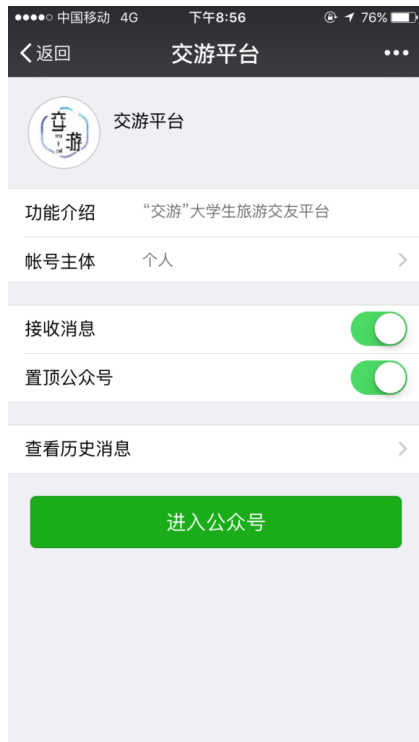 中国移动 4G 下午8:56 76%
返回 交游平台
交游
交游平台
功能介绍 “交游”大学生旅游交友平台
帐号主体 个人
接收消息
置顶公众号
查看历史消息
进入公众号